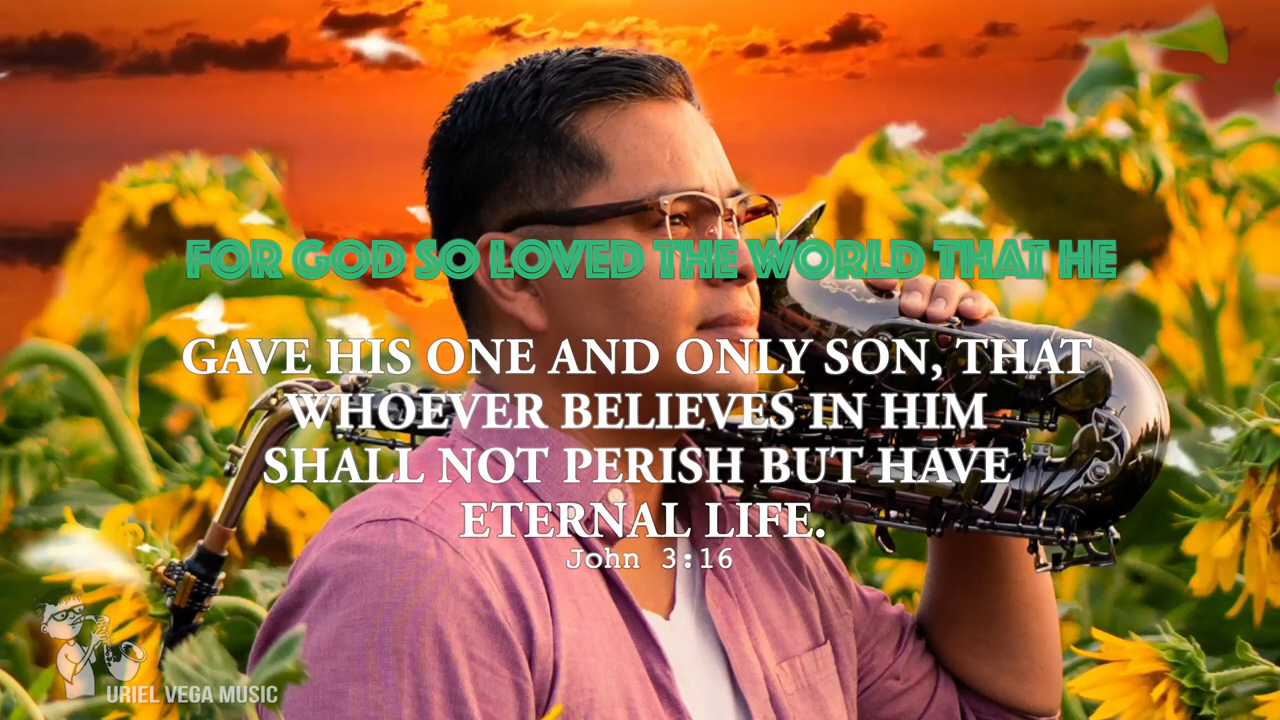 FOR GOD SO LOVED THE WORLD THAT HE
GAVE HIS ONE AND ONLY SON, THAT
WHOEVER BELIEVES IN HIM
SHALL NOT PERISH BUT HAVE
ETERNAL LIFE.
John 3:16
URIEL VEGA MUSIC